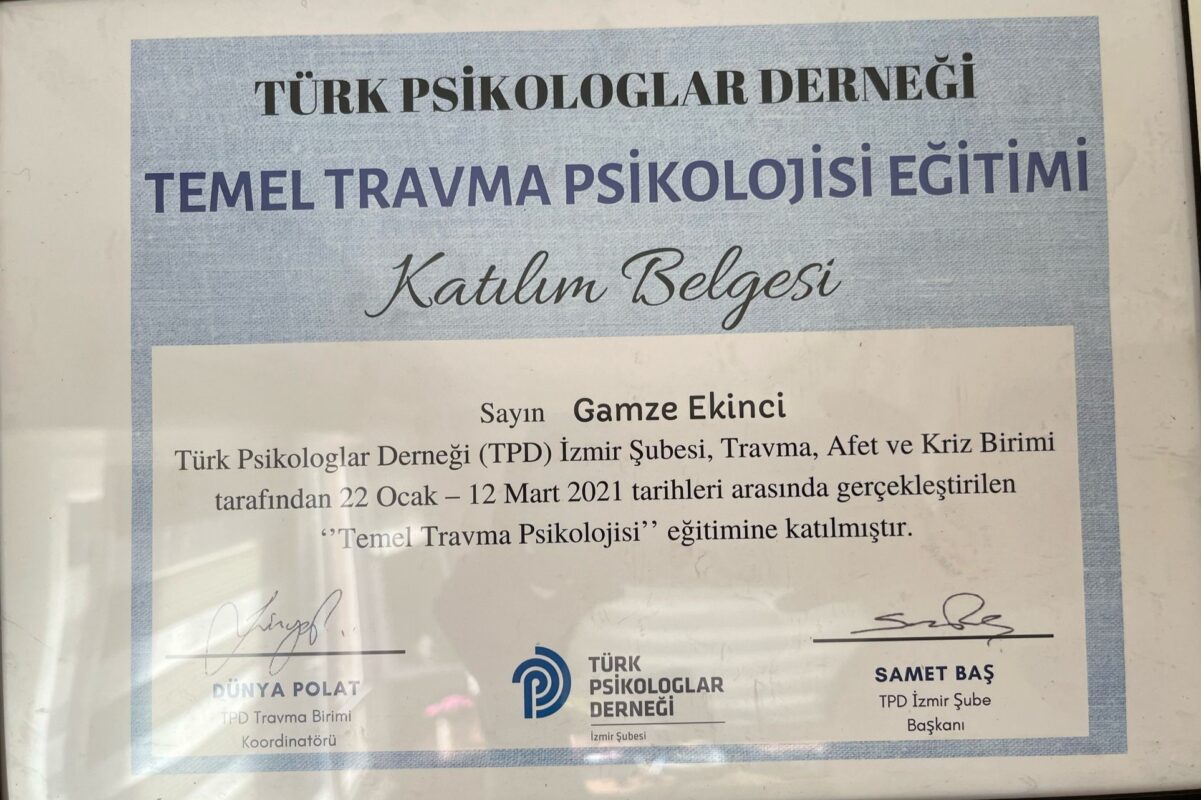 TÜRK PSİKOLOGLAR DERNEĞİ
TEMEL TRAVMA PSİKOLOJİSİ EĞİTİMİ
Katılım Belgesi
Sayın Gamze Ekinci
Türk Psikologlar Derneği (TPD) İzmir Şubesi, Travma, Afet ve Kriz Birimi
tarafından 22 Ocak – 12 Mart 2021 tarihleri arasında gerçekleştirilen
‘’Temel Travma Psikolojisi’’ eğitimine katılmıştır.
DÜNYA POLAT
TPD Travma Birimi
Koordinatörü
TÜRK
PSİKOLOGLAR
DERNEĞİ
İzmir Şubesi
SAMET BAŞ
TPD İzmir Şube
Başkanı